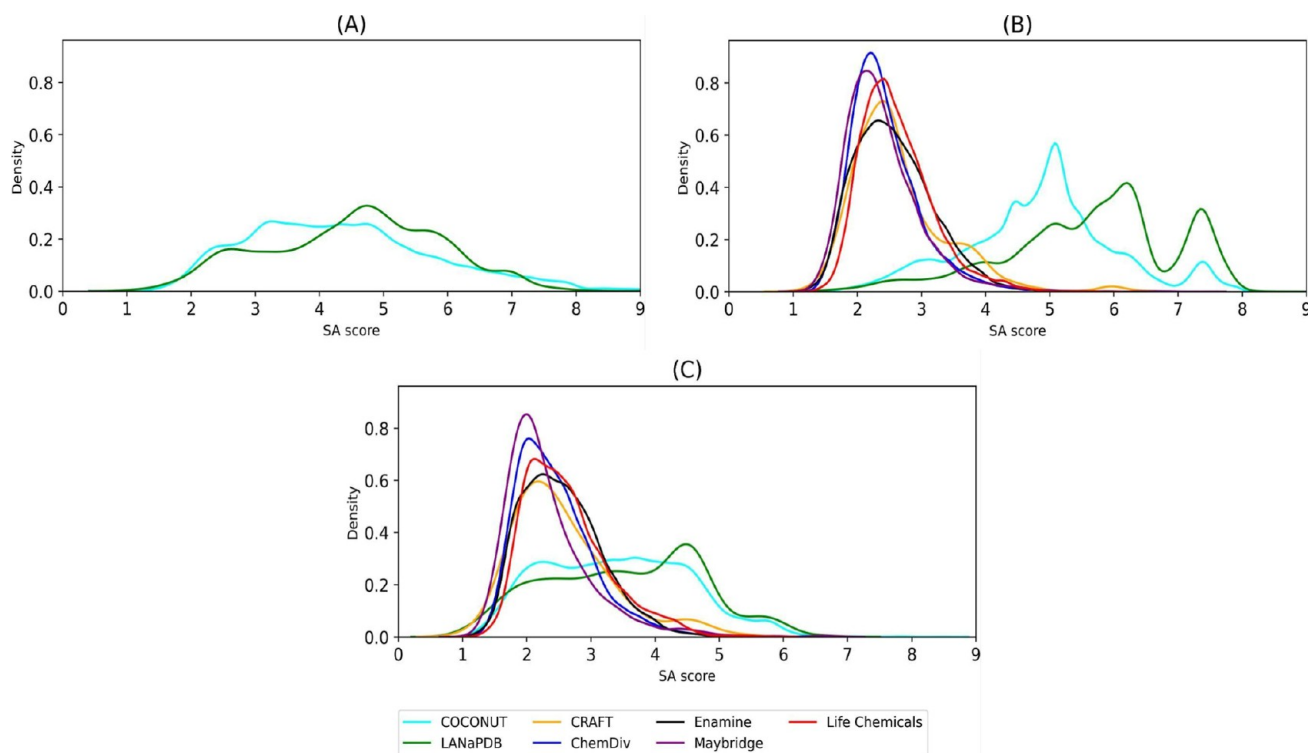 (A)
0.8
0.6
0.4
0.2
0.0
Density
0 1 2 3 4 5 6 7 8 9
SA score
(B)
0.8
0.6
0.4
0.2
0.0
Density
0 1 2 3 4 5 6 7 8 9
SA score
(C)
0.8
0.6
0.4
0.2
0.0
Density
0 1 2 3 4 5 6 7 8 9
SA score
COCONUT CRAFT Enamine Life Chemicals
LANaPDB ChemDiv Maybridge